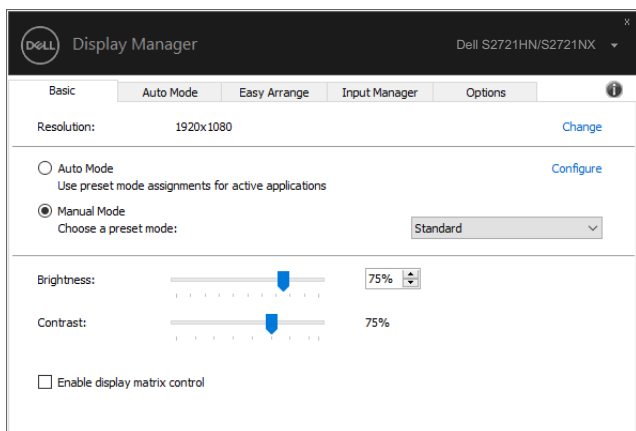 x
DELL Display Manager Dell S2721HN/S2721NX
Basic Auto Mode Easy Arrange Input Manager Options
Resolution: 1920x1080 Change
Auto Mode Configure
Use preset mode assignments for active applications
Manual Mode
Choose a preset mode: Standard
Brightness: 75%
Contrast: 75%
Enable display matrix control